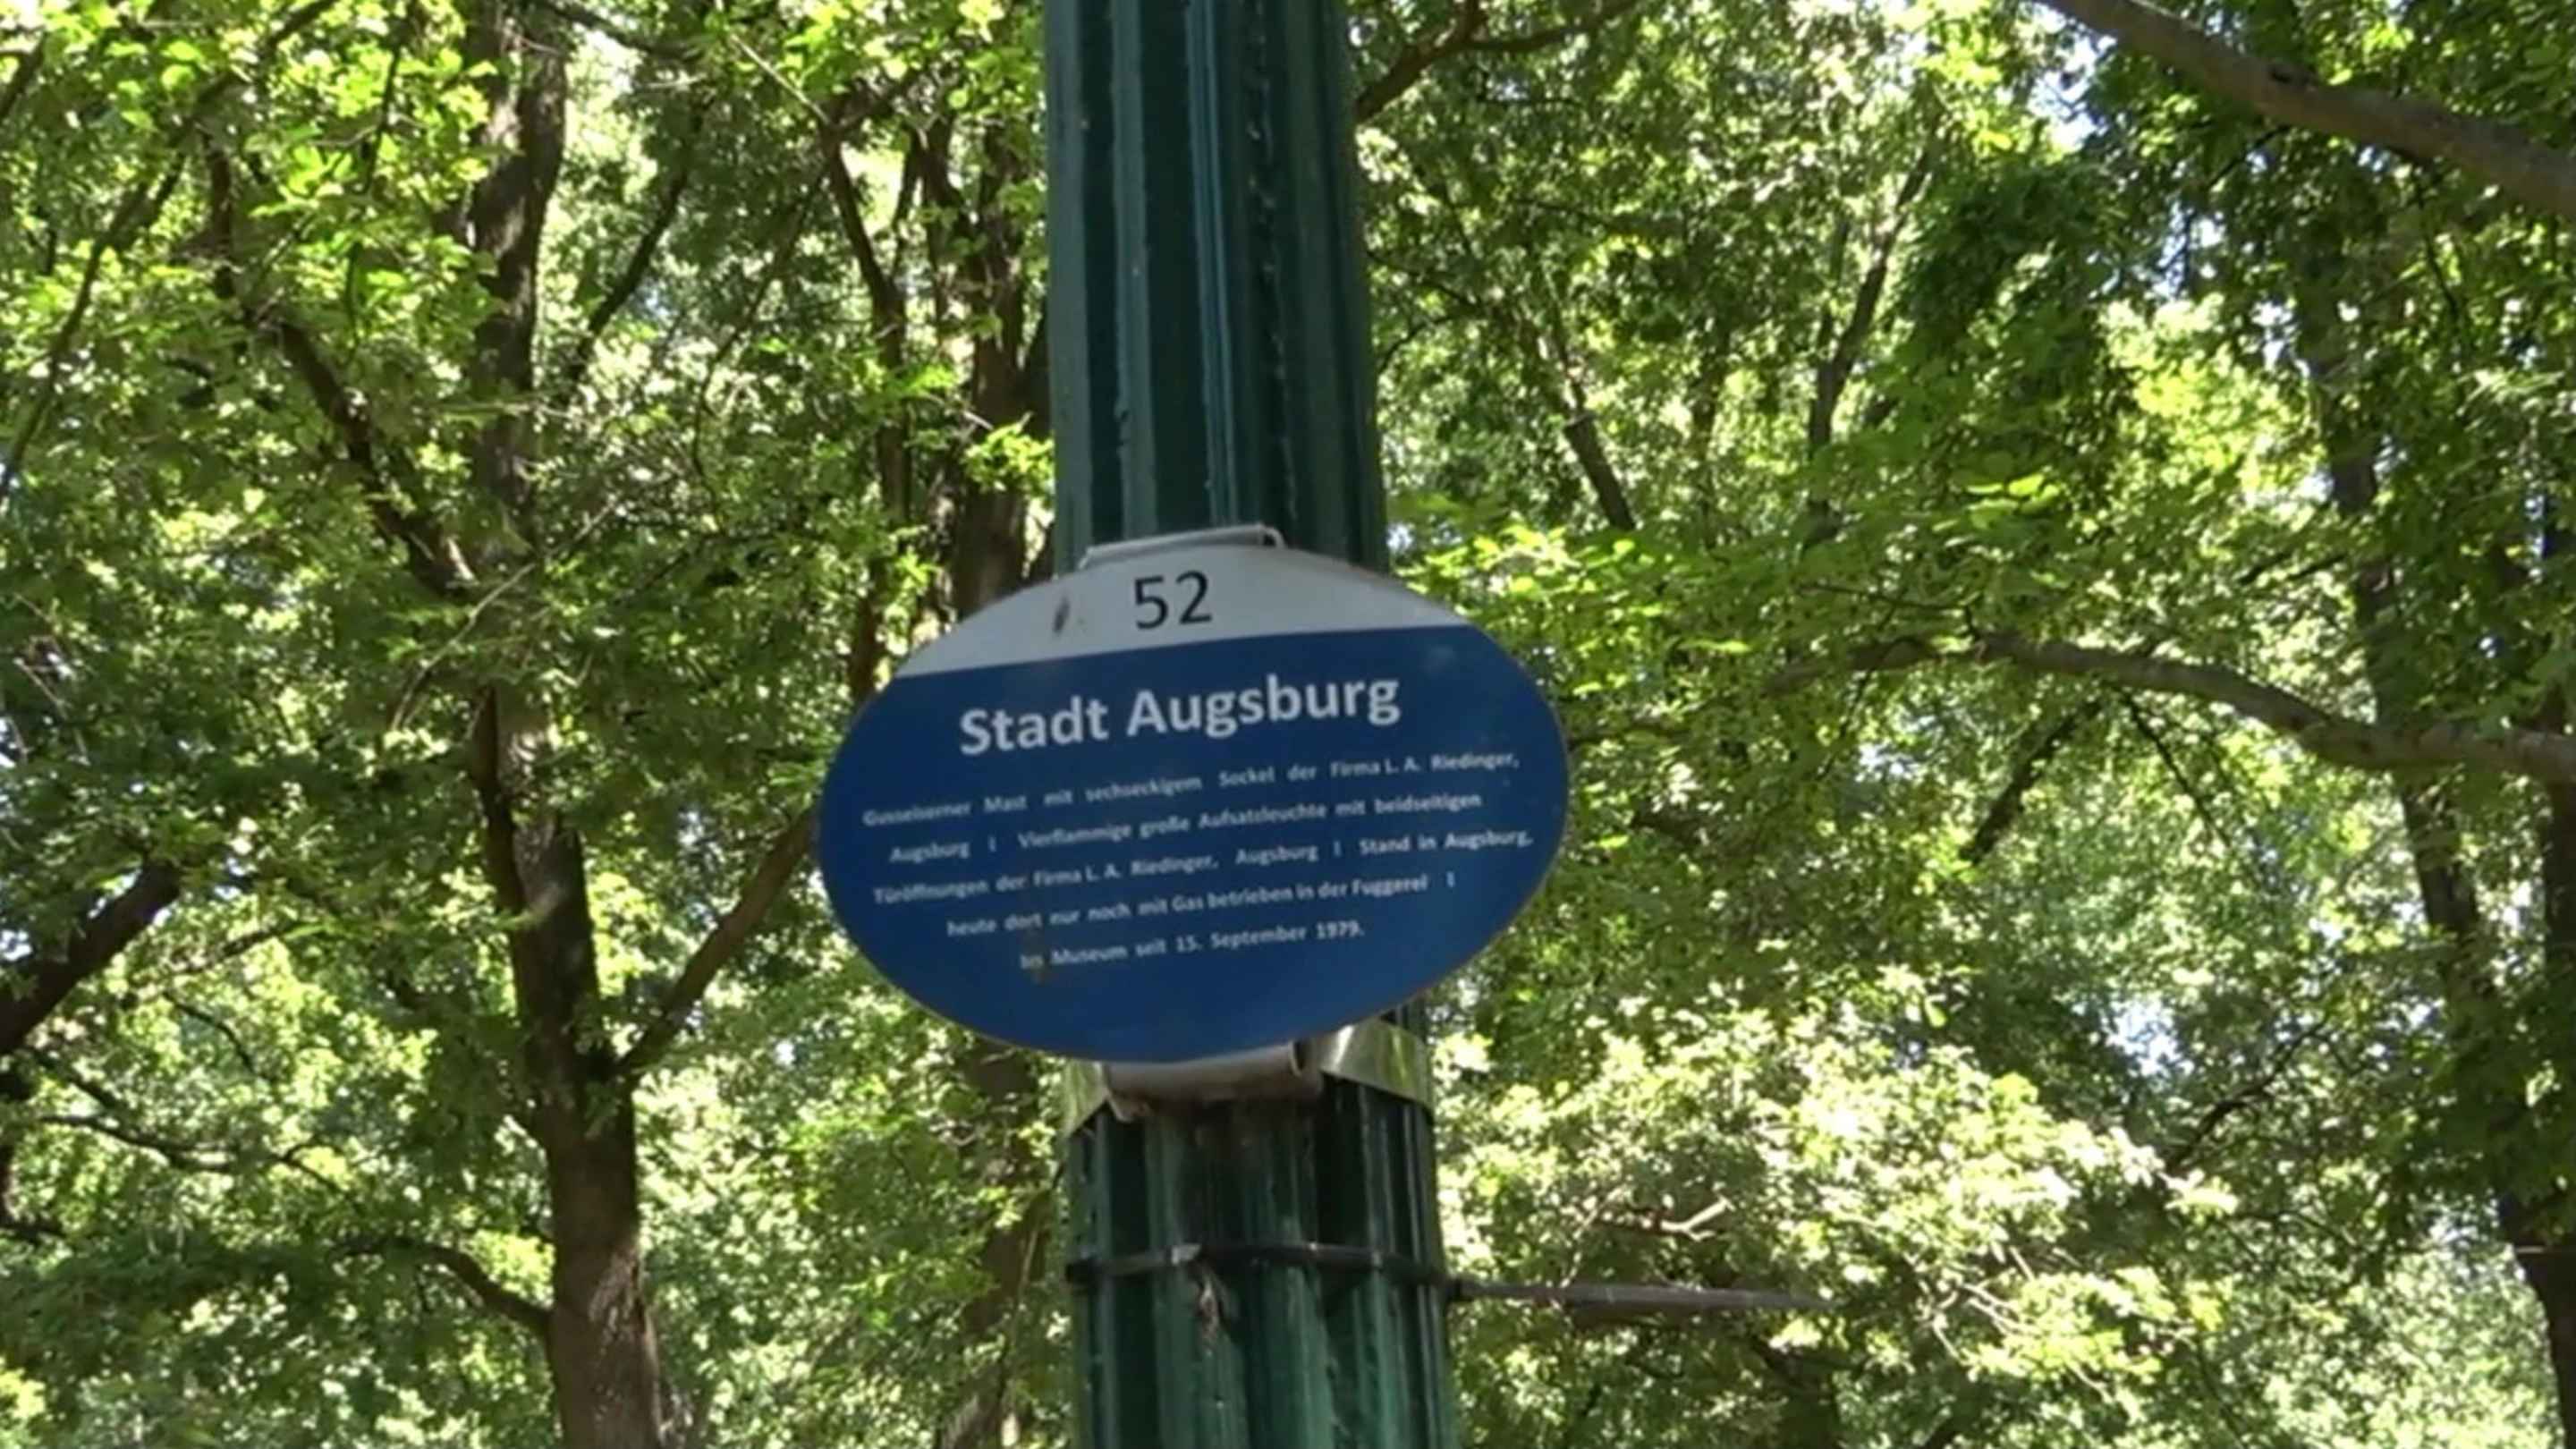 52
Stadt Augsburg
Gusseiserner Mast mit sechseckigem Sockel der Firma L. A. Riedinger,
Augsburg | Vierflammige große Aufsatzleuchte mit beidseitigen
Türöffnungen der Firma L. A. Riedinger, Augsburg | Stand in Augsburg,
heute dort nur noch mit Gas betrieben in der Fuggerei |
Museum seit 15. September 1979.